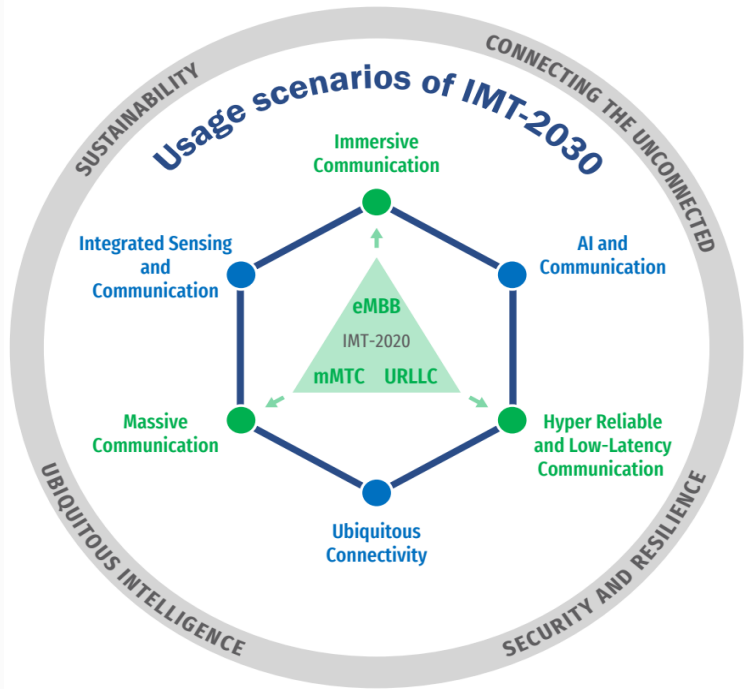 SUSTAINABILITY
CONNECTING THE UNCONNECTED
Usage scenarios of IMT-2030
Immersive
Communication
Integrated Sensing
and
Communication
AI and
Communication
eMBB
IMT-2020
mMTC URLLC
Massive
Communication
Hyper Reliable
and Low-Latency
Communication
Ubiquitous
Connectivity
UBIQUITOUS INTELLIGENCE
SECURITY AND RESILIENCE